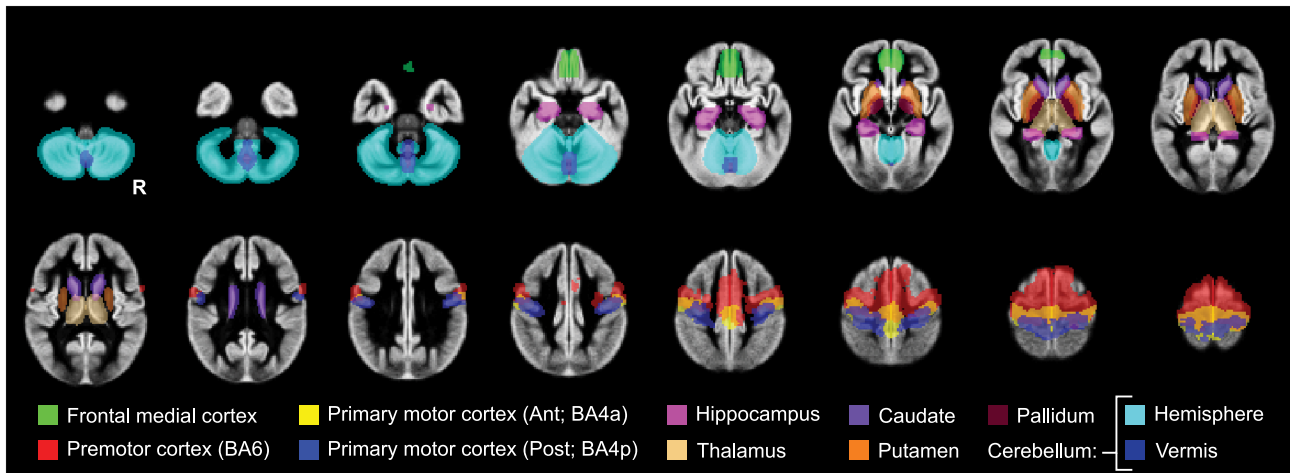 R
Frontal medial cortex
Primary motor cortex (Ant; BA4a)
Hippocampus
Caudate
Pallidum
Hemisphere
Premotor cortex (BA6)
Primary motor cortex (Post; BA4p)
Thalamus
Putamen
Cerebellum:
Vermis